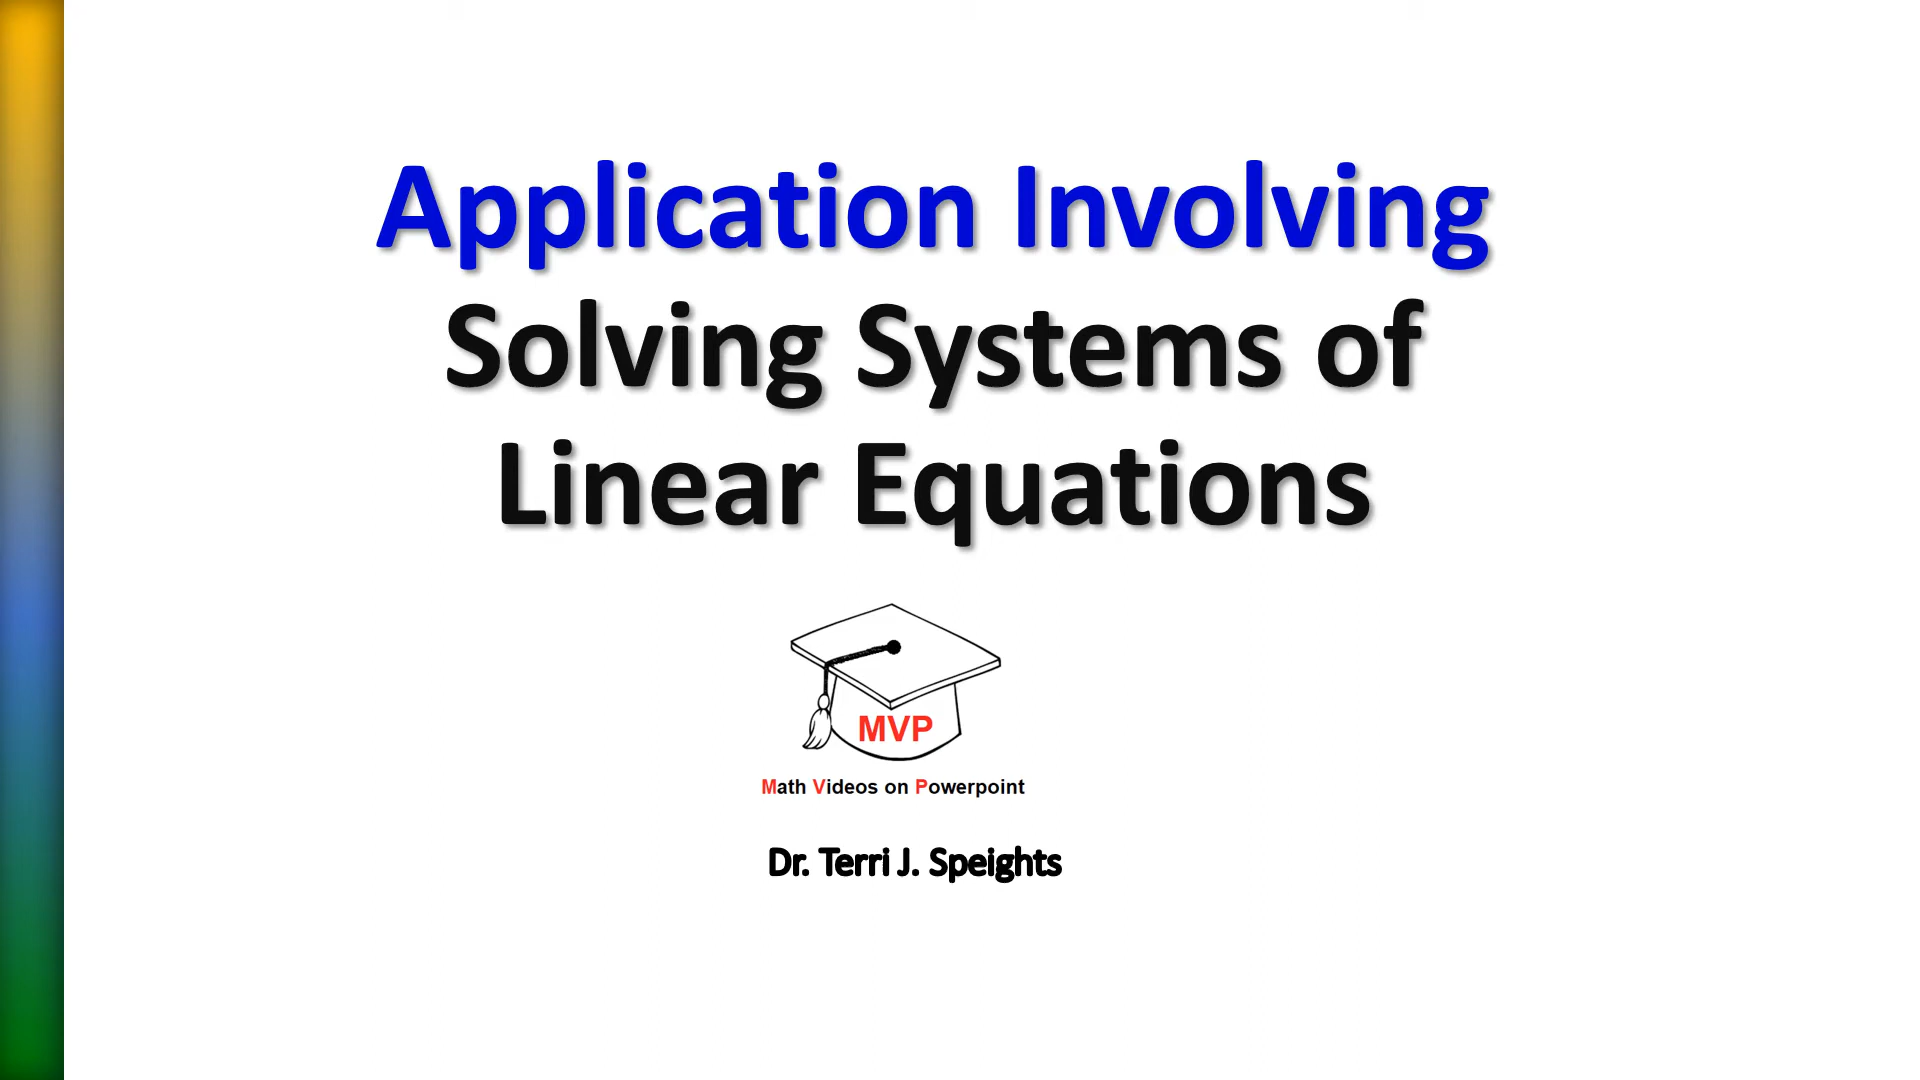 Application Involving
Solving Systems of
Linear Equations
MVP
Math Videos on Powerpoint
Dr. Terri J. Speights